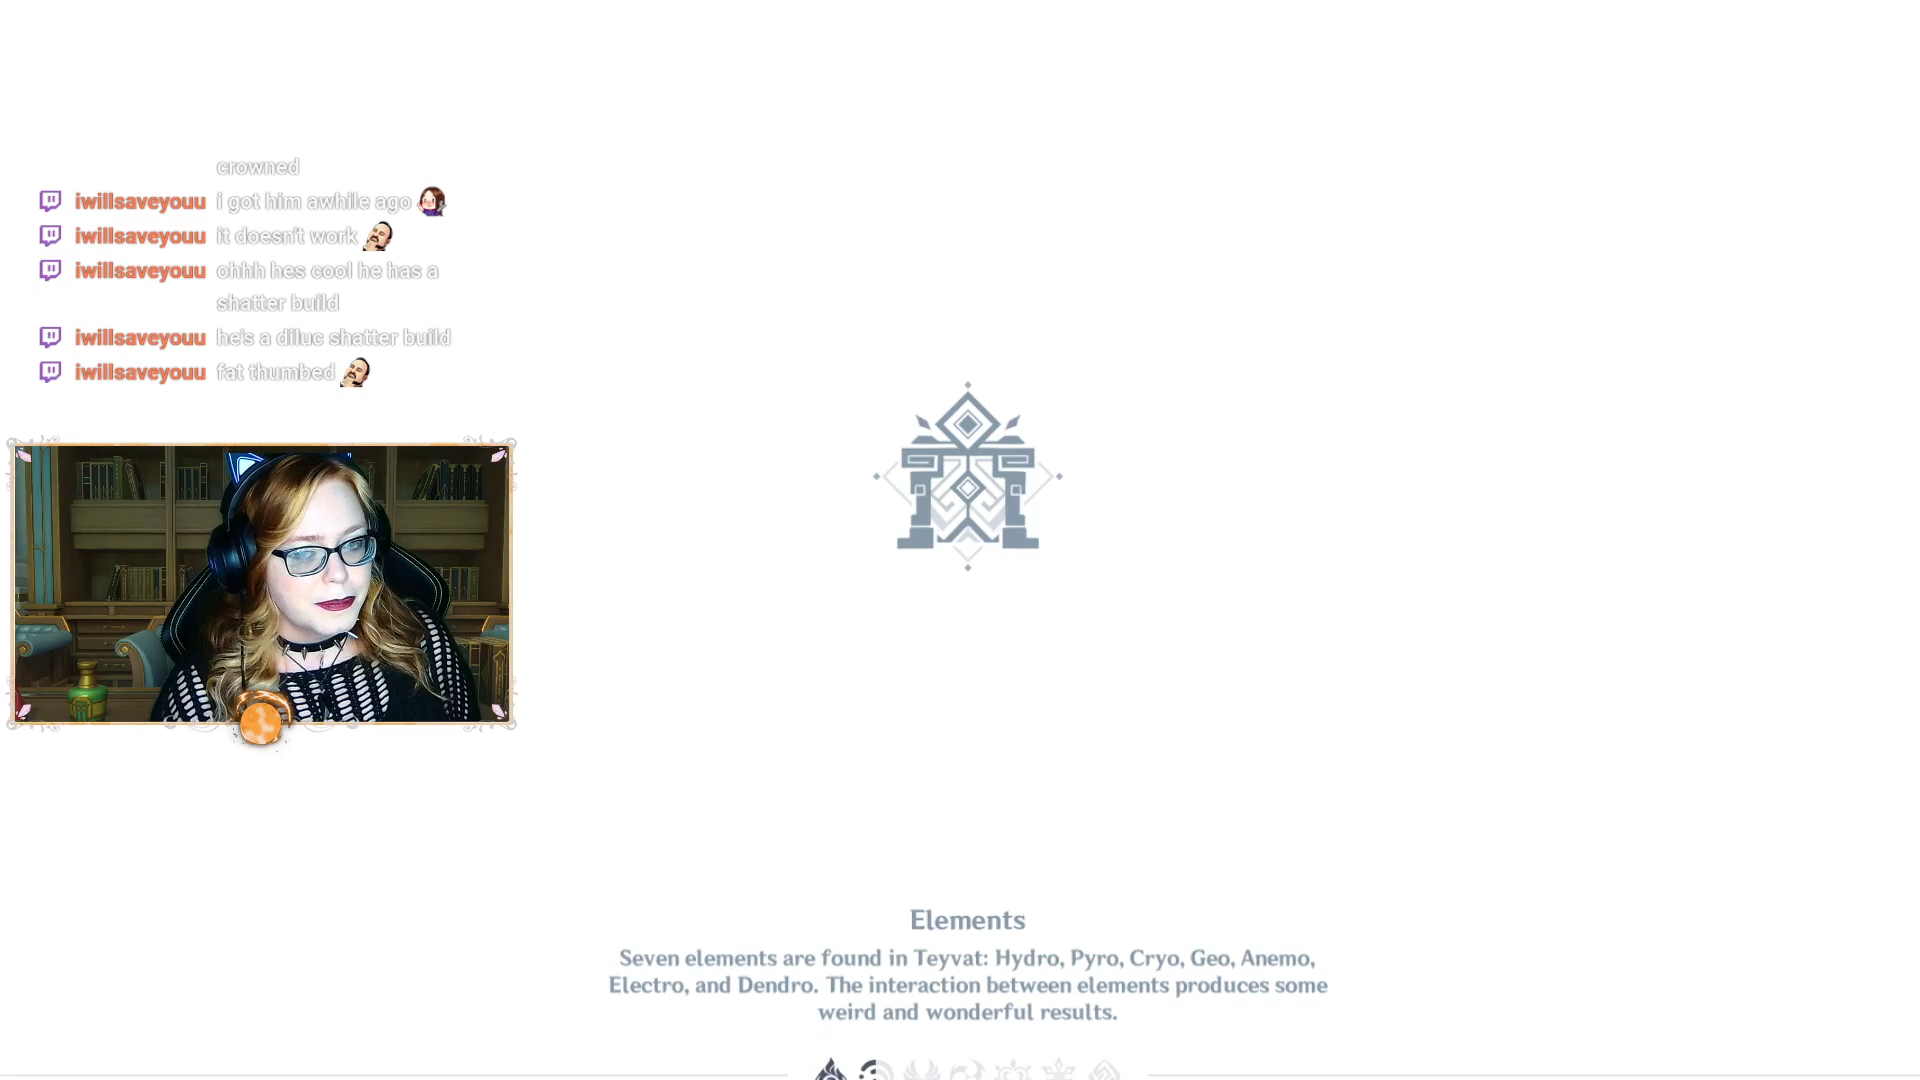 crowned
iwillsaveyouu i got him awhile ago
iwillsaveyouu it doesn't work
iwillsaveyouu ohhh hes cool he has a
shatter build
iwillsaveyouu he's a diluc shatter build
iwillsaveyouu fat thumbed
Elements
Seven elements are found in Teyvat: Hydro, Pyro, Cryo, Geo, Anemo,
Electro, and Dendro. The interaction between elements produces some
weird and wonderful results.